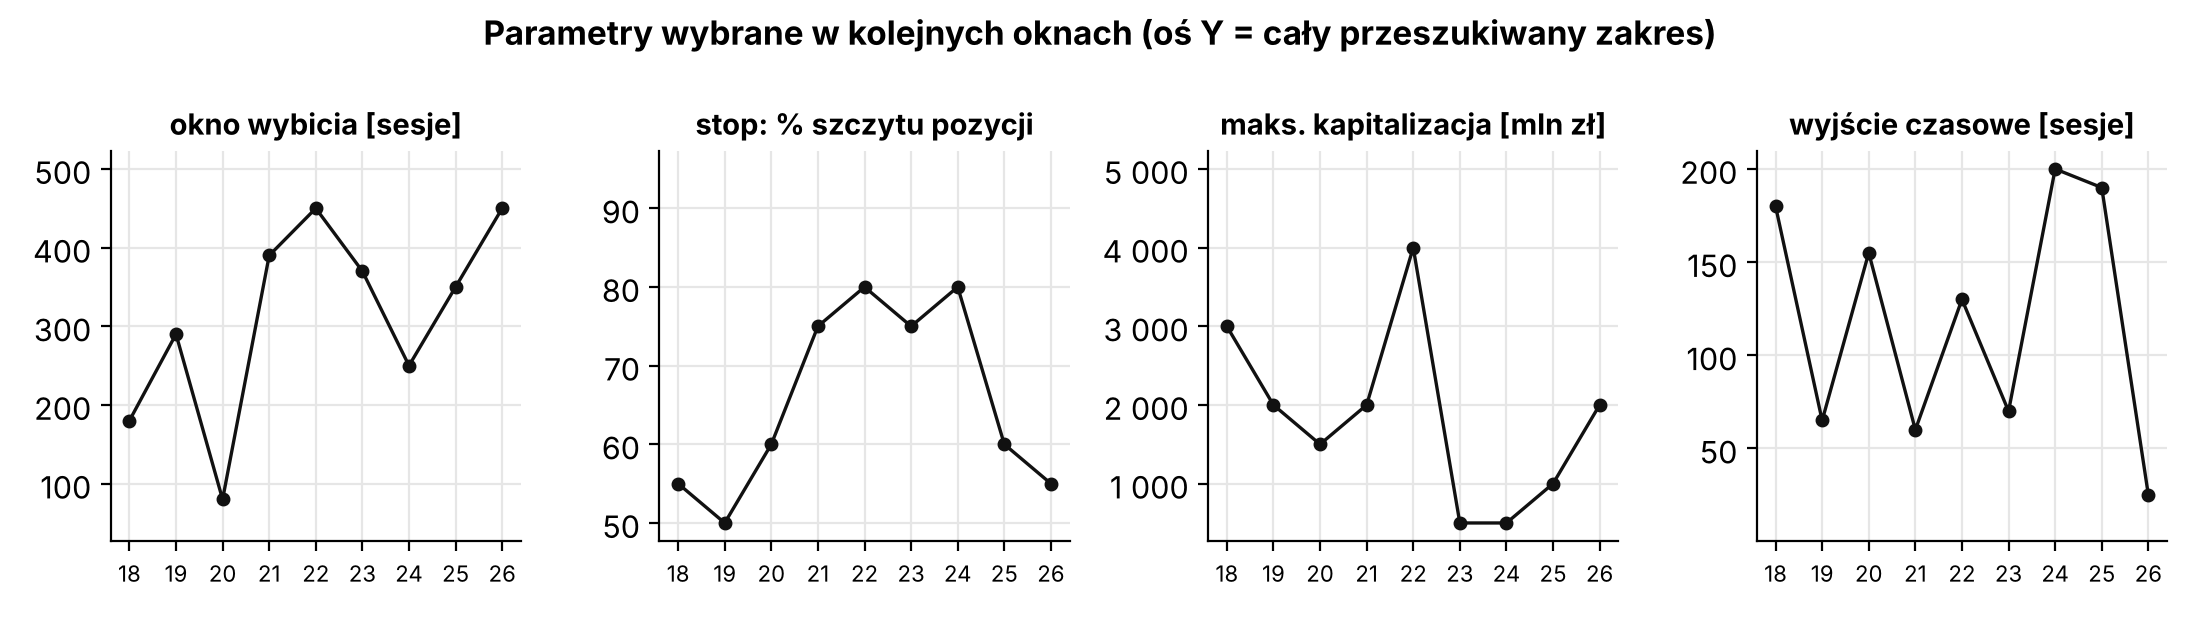 Parametry wybrane w kolejnych oknach (oś Y = cały przeszukiwany zakres)
okno wybicia [sesje]
500
400
300
200
100
18 19 20 21 22 23 24 25 26
stop: % szczytu pozycji
90
80
70
60
50
18 19 20 21 22 23 24 25 26
maks. kapitalizacja [mln zł]
5 000
4 000
3 000
2 000
1 000
18 19 20 21 22 23 24 25 26
wyjście czasowe [sesje]
200
150
100
50
18 19 20 21 22 23 24 25 26